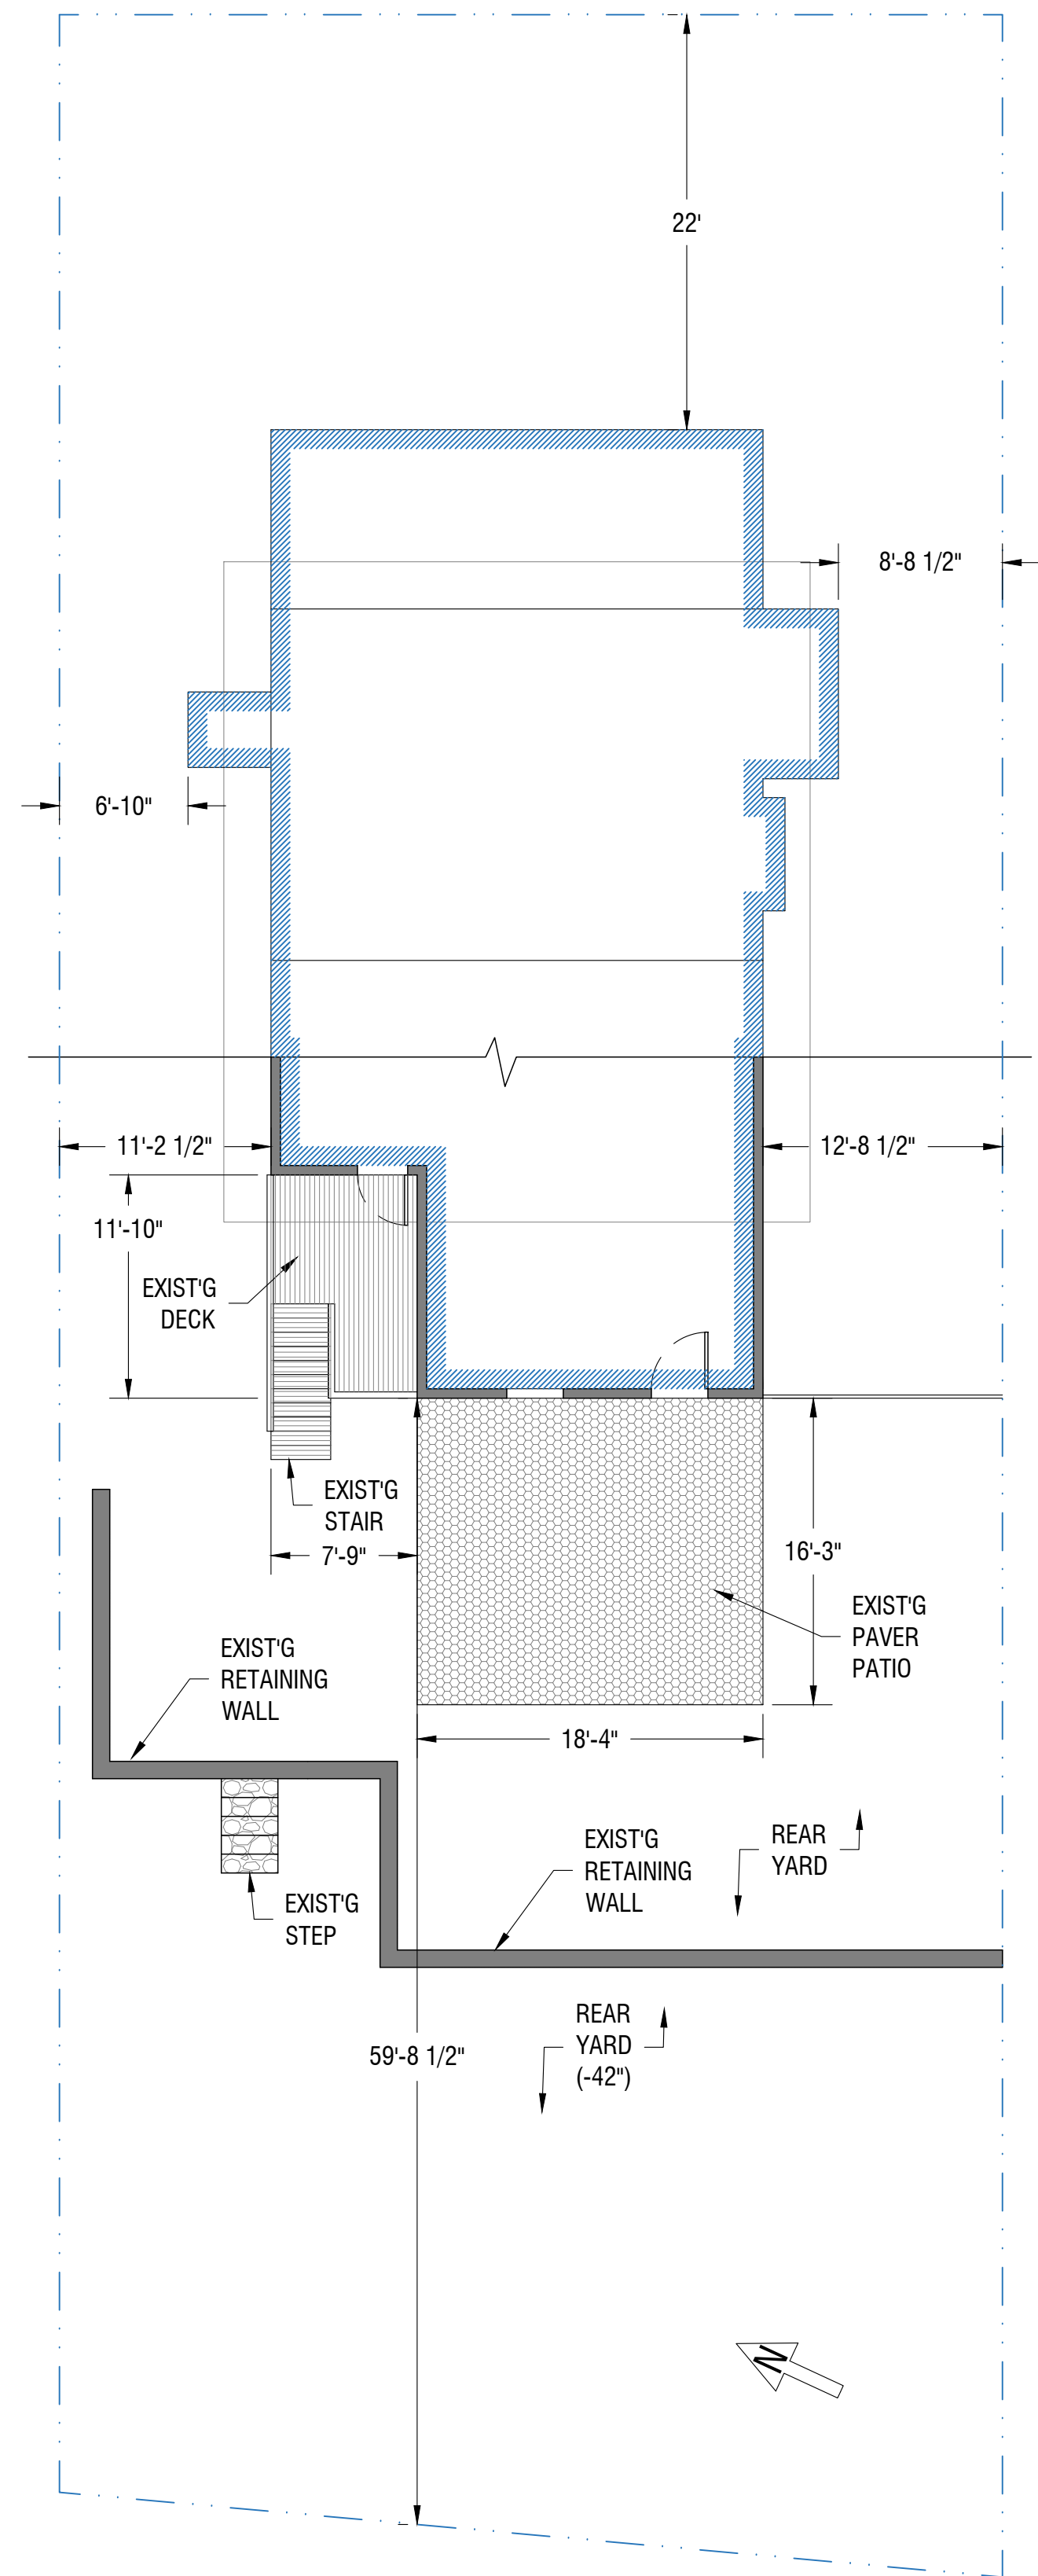 22'
8'-8 1/2"
6'-10"
11'-2 1/2"
12'-8 1/2"
11'-10"
EXIST'G
DECK
EXIST'G
STAIR
7'-9"
16'-3"
EXIST'G
PAVER
PATIO
EXIST'G
RETAINING
WALL
18'-4"
REAR
YARD
EXIST'G
RETAINING
WALL
EXIST'G
STEP
REAR
YARD
(-42")
59'-8 1/2"
N